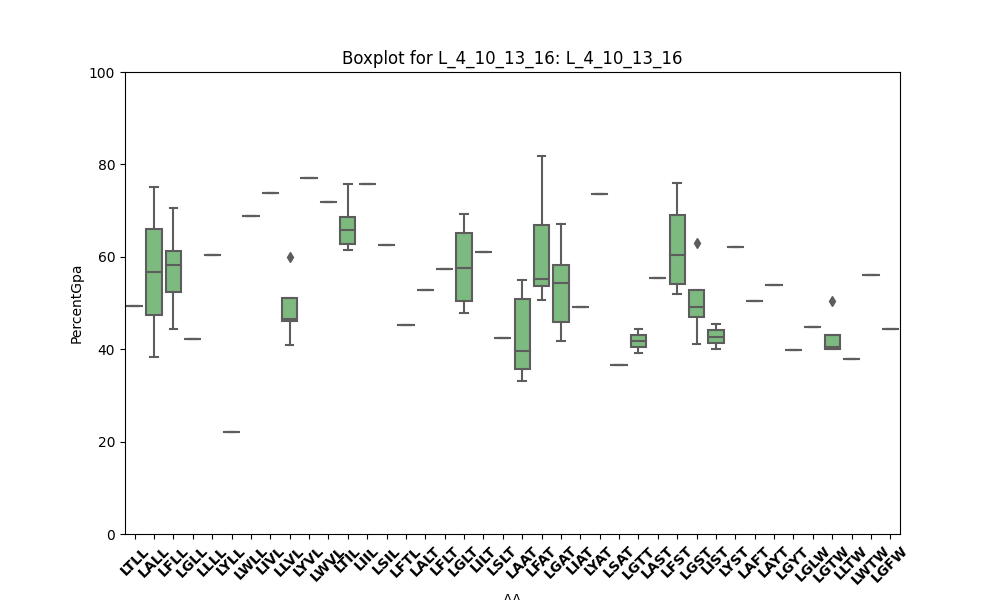 Boxplot for L_4_10_13_16: L_4_10_13_16
100
80
60
40
20
0
PercentGpa
LTLL LALL LFLL LGLL LLLL LYLL LWLL LIVL LLVL LYVL LWVL LTIL LIIL LSIL LFTL LALT LFLT LGLT LILT LSLT LAAT LFAT LGAT LIAT LYAT LSAT LGTT LAST LFST LGST LIST LYST LAFT LAYT LGYT LGLW LGTW LLTW LWTW LGFW
AA